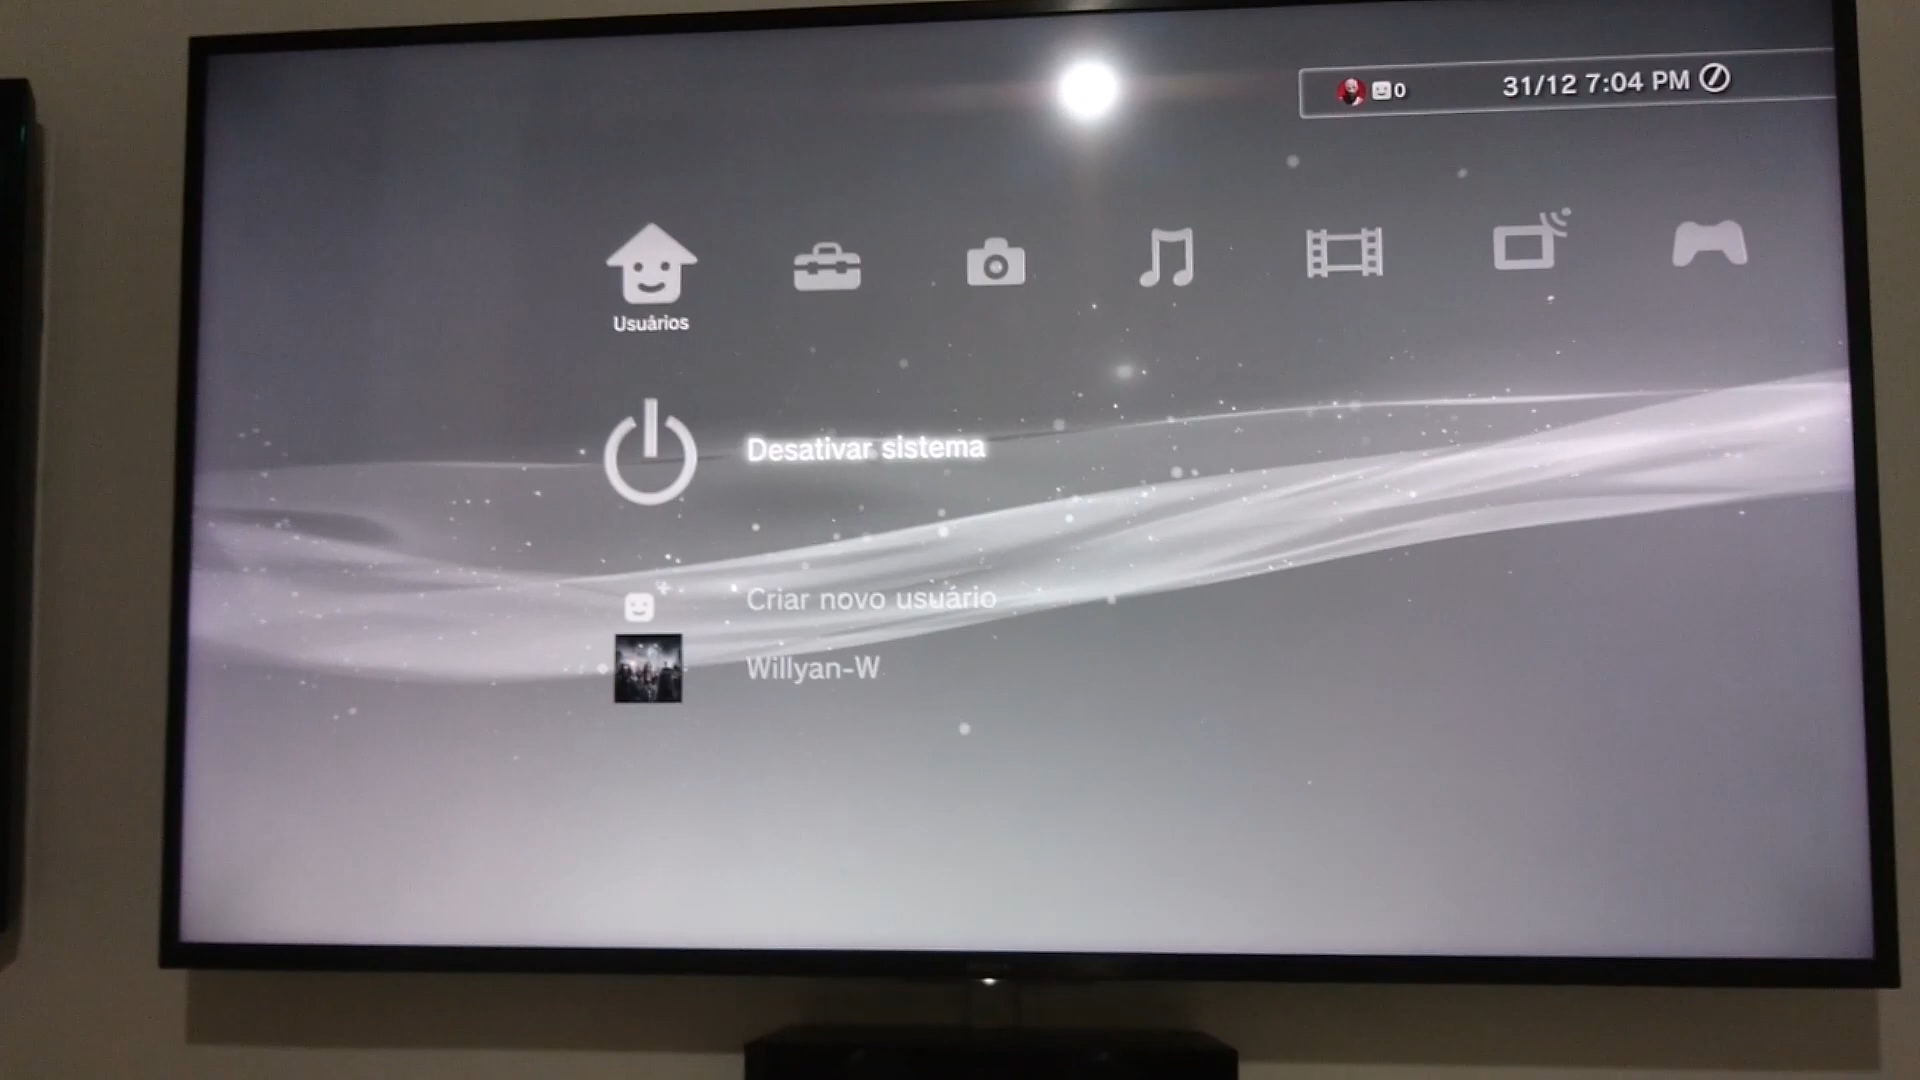 0
31/12 7:04 PM
Usuários
Desativar sistema
Criar novo usuário
Willyan-W